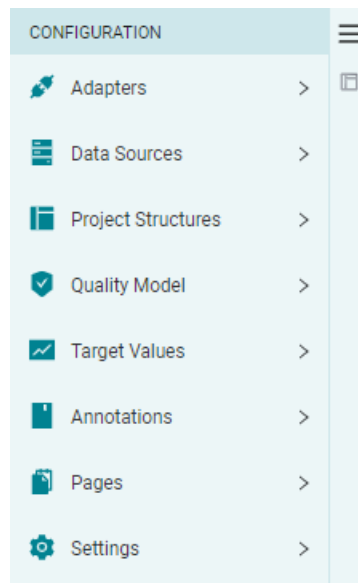 CONFIGURATION
Adapters
Data Sources
Project Structures
Quality Model
Target Values
Annotations
Pages
Settings